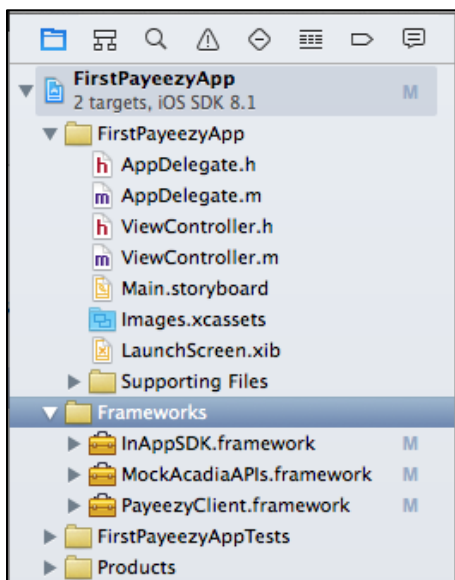 FirstPayeezyApp
2 targets, iOS SDK 8.1 M
FirstPayeezyApp
h AppDelegate.h
m AppDelegate.m
h ViewController.h
m ViewController.m
Main.storyboard
Images.xcassets
LaunchScreen.xib
Supporting Files
Frameworks
InAppSDK.framework M
MockAcadiaAPIs.framework M
PayeezyClient.framework M
FirstPayeezyAppTests
Products